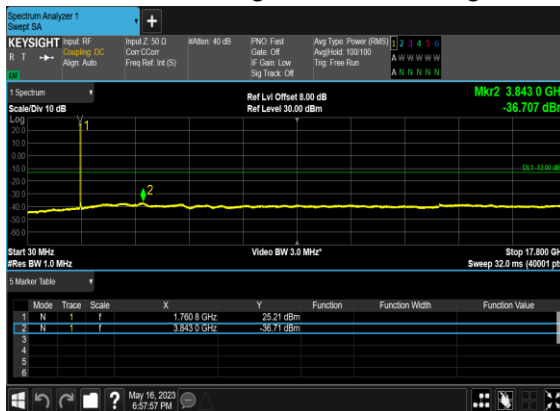 Spectrum Analyzer 1
Swept SA
KEYSIGHT Input: RF Input Z: 50 Ω #Atten: 40 dB PNO: Fast Avg Type: Power (RMS) 1 2 3 4 5 6
R T Coupling: DC Corr CCorr Gate: Off Avg|Hold: 100/100 A W W W W W
Align: Auto Freq Ref: Int (S) IF Gain: Low Trig: Free Run
Sig Track: Off A N N N N N
1 Spectrum Ref Lvl Offset 8.00 dB Mkr2 3.843 0 GH
Scale/Div 10 dB Ref Level 30.00 dBm -36.707 dB
Log
20.0 1
10.0
0.00
-10.0 DL1 -13.00 dB
-20.0
-30.0 2
-40.0
-50.0
-60.0
Start 30 MHz Video BW 3.0 MHz* Stop 17.800 GH
#Res BW 1.0 MHz Sweep 32.0 ms (40001 pt
5 Marker Table
Mode Trace Scale X Y Function Function Width Function Value
1 N 1 f 1.760 8 GHz 25.21 dBm
2 N 1 f 3.843 0 GHz -36.71 dBm
3
4
5
6
? May 16, 2023
6:57:57 PM